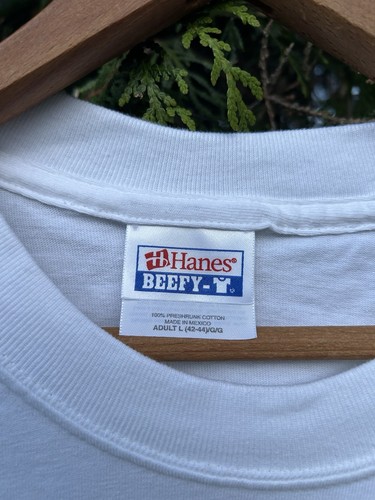 Hanes®
BEEFY-T
100% PRESHRUNK COTTON
MADE IN MEXICO
ADULT L (42-44)/G/G